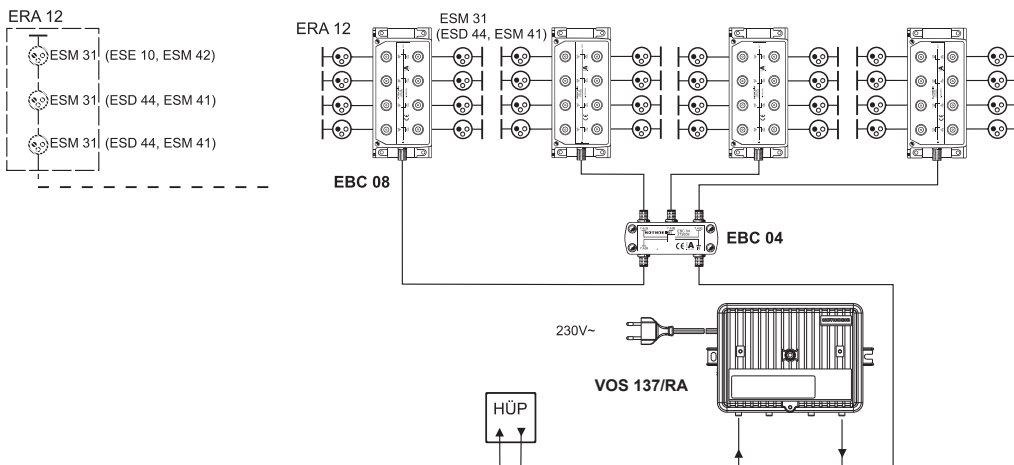 ERA 12
ESM 31 (ESE 10, ESM 42)
ESM 31 (ESD 44, ESM 41)
ESM 31 (ESD 44, ESM 41)
ERA 12
ESM 31
(ESD 44, ESM 41)
EBC 08
EBC 04
230V~
VOS 137/RA
HÜP